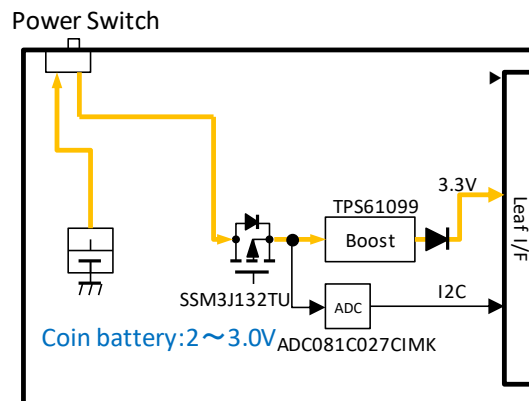 Power Switch
TPS61099
3.3V
Boost
Leaf I/F
SSM3J132TU
ADC
I2C
Coin battery:2～3.0V
ADC081C027CIMK